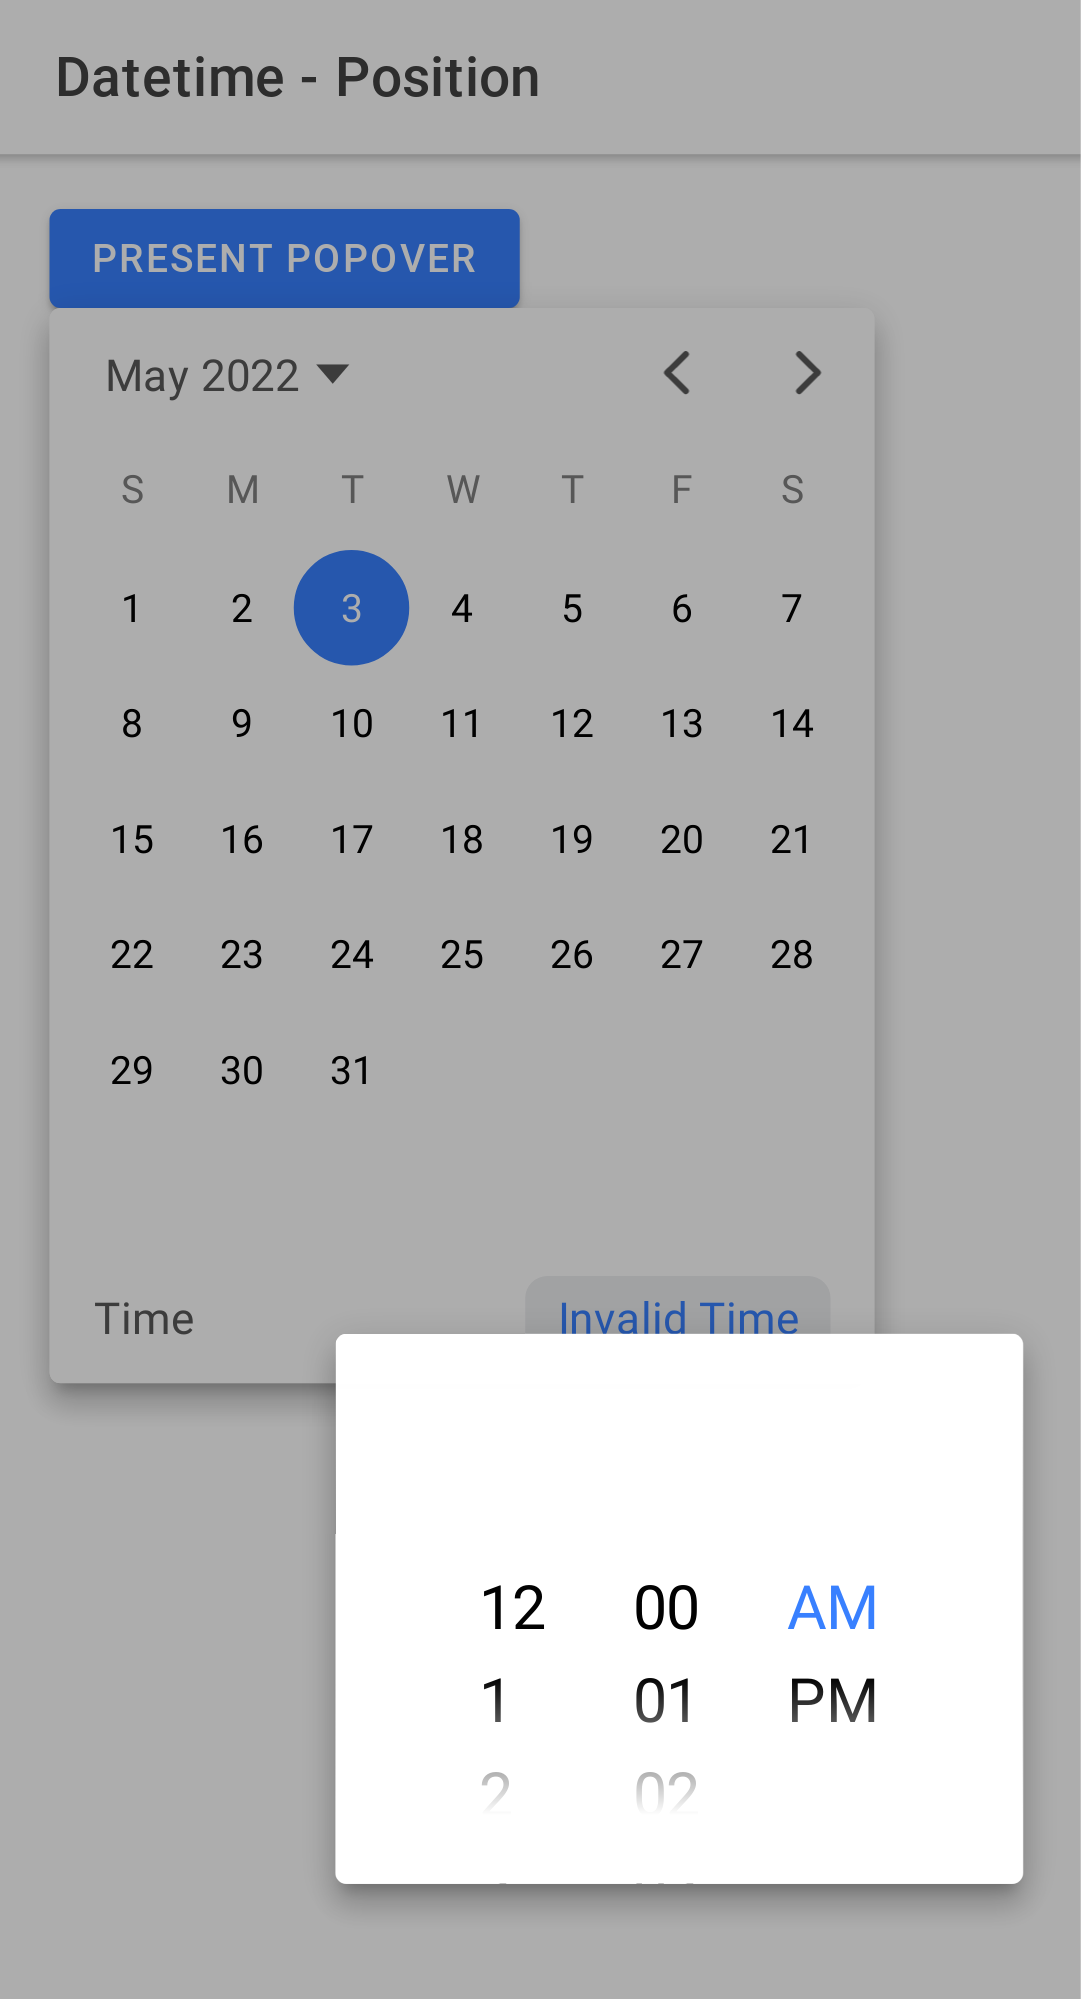 Datetime - Position
PRESENT POPOVER
May 2022
S M T W T F S
1 2 3 4 5 6 7
8 9 10 11 12 13 14
15 16 17 18 19 20 21
22 23 24 25 26 27 28
29 30 31
Time Invalid Time
12 00 AM
1 01 PM
2 02